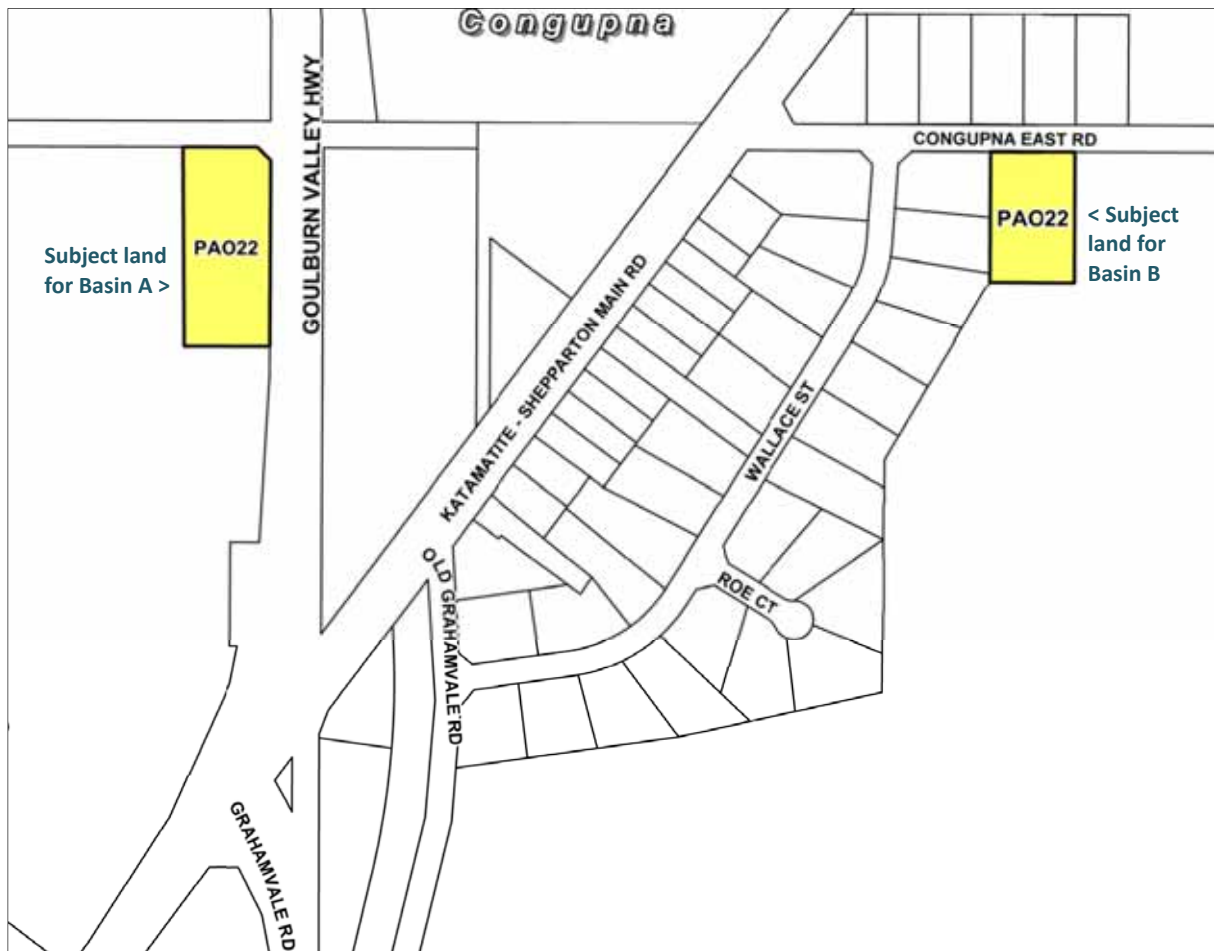 Congupna
GOULBURN VALLEY HWY
CONGUPNA EAST RD
PAO22
Subject land
for Basin A >
PAO22
< Subject
land for
Basin B
KATAMATITE - SHEPPARTON MAIN RD
WALLACE ST
OLD GRAHAMVALE RD
ROE CT
GRAHAMVALE RD